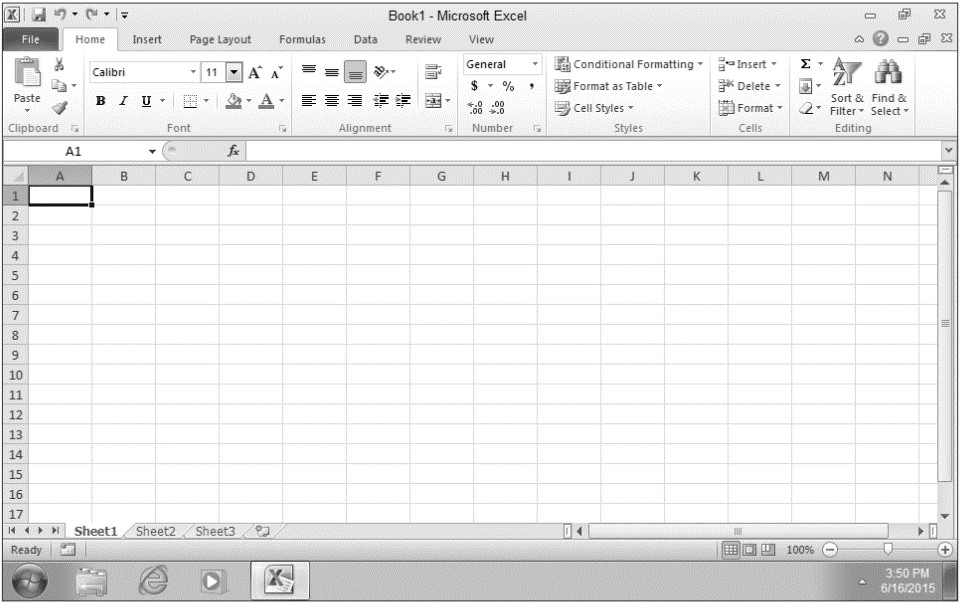 Book1 - Microsoft Excel
File Home Insert Page Layout Formulas Data Review View
Calibri 11 General Conditional Formatting Insert Σ
Paste B I U A $ % , Format as Table Delete Sort & Filter Find & Select
.0 .00 .00 .0 Cell Styles Format
Clipboard Font Alignment Number Styles Cells Editing
A1 fx
A B C D E F G H I J K L M N
1
2
3
4
5
6
7
8
9
10
11
12
13
14
15
16
17
Sheet1 Sheet2 Sheet3
Ready 100%
3:50 PM
6/16/2015